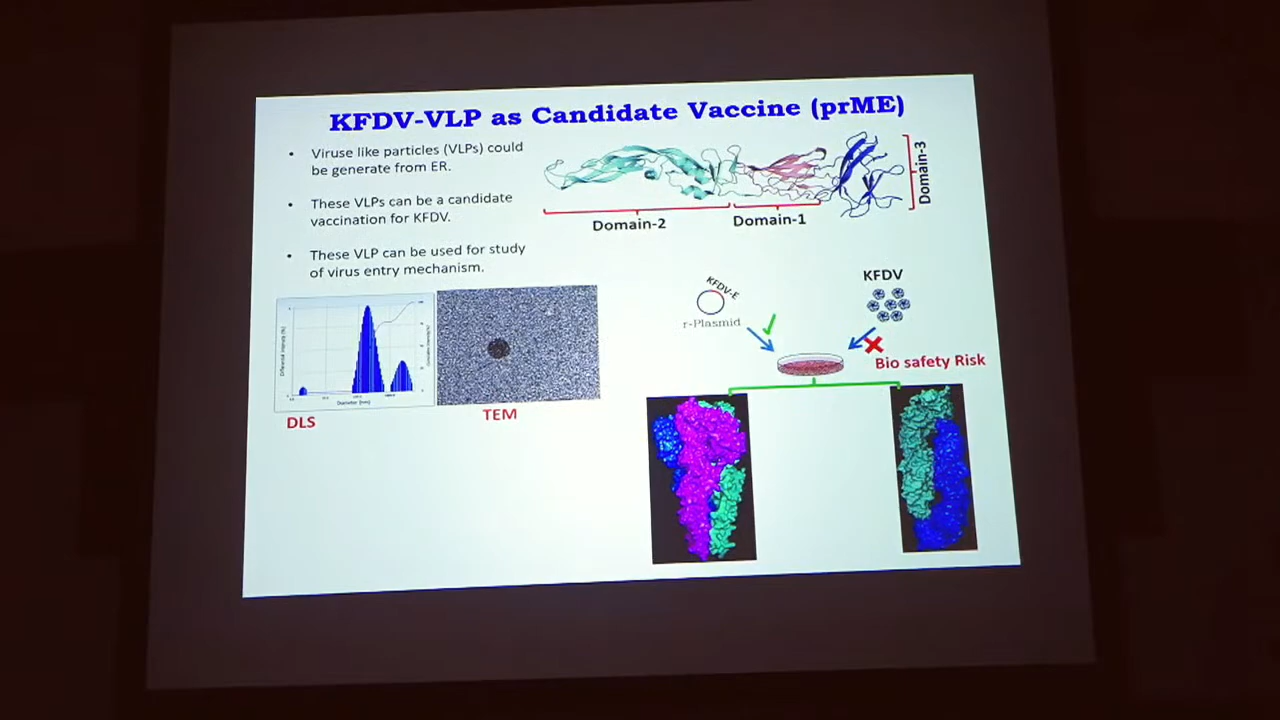 KFDV-VLP as Candidate Vaccine (prME)
• Viruse like particles (VLPs) could
be generate from ER.
• These VLPs can be a candidate
vaccination for KFDV.
• These VLP can be used for study
of virus entry mechanism.
Domain-2
Domain-1
Domain-3
KFDV-E
r-Plasmid
KFDV
Bio safety Risk
Diameter (nm)
DLS
TEM